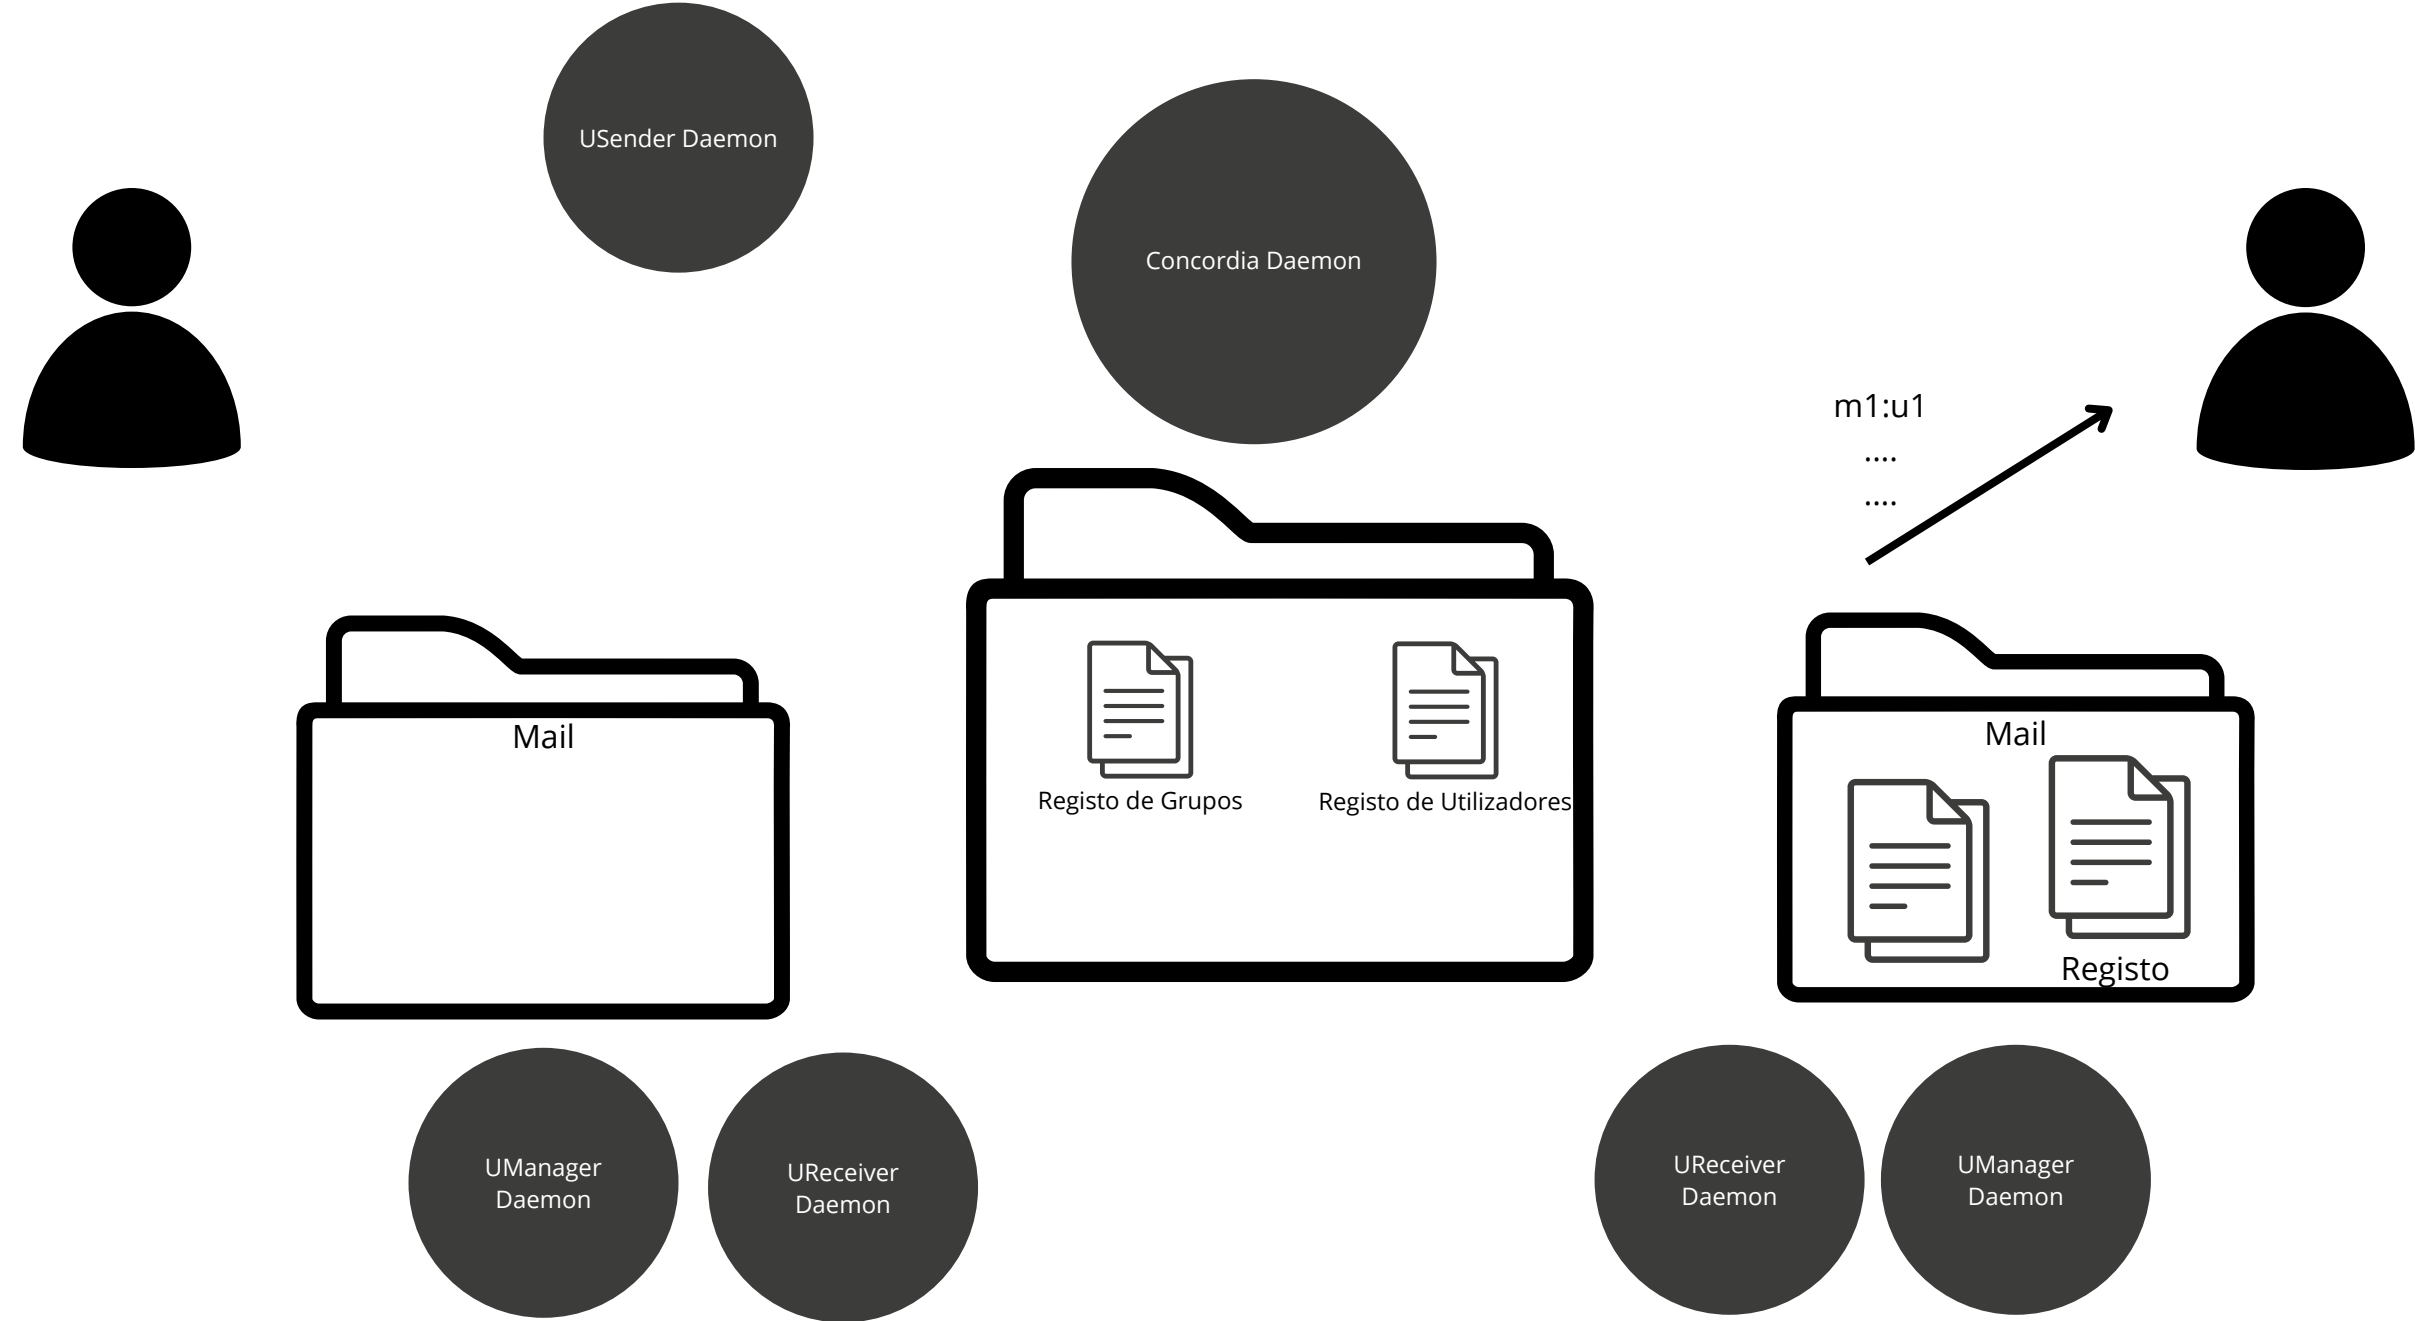 USender Daemon
Concordia Daemon
m1:u1
....
....
Mail
Registo de Grupos
Registo de Utilizadores
Mail
Registo
UManager
Daemon
UReceiver
Daemon
UReceiver
Daemon
UManager
Daemon